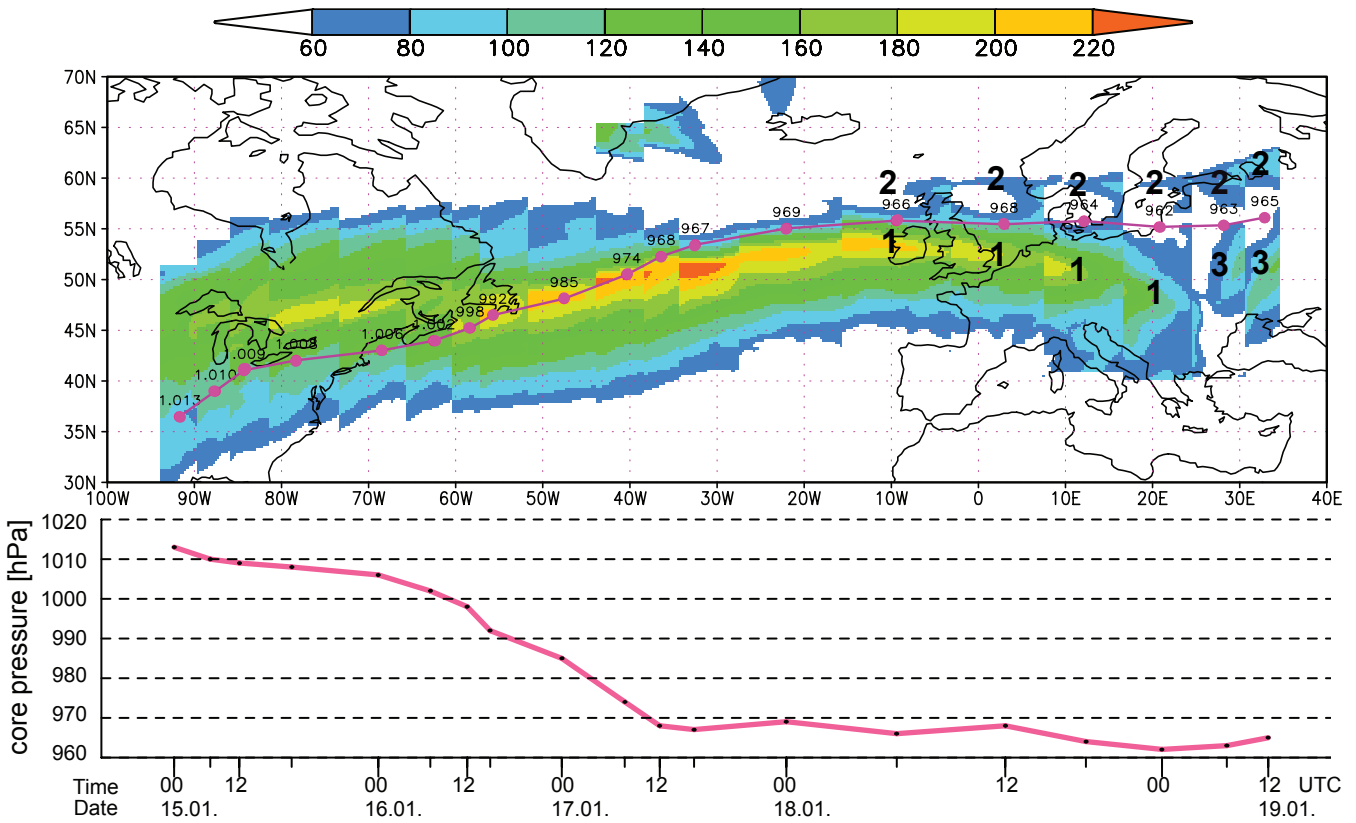 60 80 100 120 140 160 180 200 220
70N
65N
60N
55N
50N
45N
40N
35N
30N
100W 90W 80W 70W 60W 50W 40W 30W 20W 10W 0 10E 20E 30E 40E
1.013
1.010
1.009
1.008
1.006
1.002
998
992
985
974
968
967
969
966
968
964
962
963
965
2 2 2 2 2 2
1 1 1 1
3 3
core pressure [hPa]
1020
1010
1000
990
980
970
960
Time 00 12 00 12 00 12 00 12 00 12 UTC
Date 15.01. 16.01. 17.01. 18.01. 19.01.